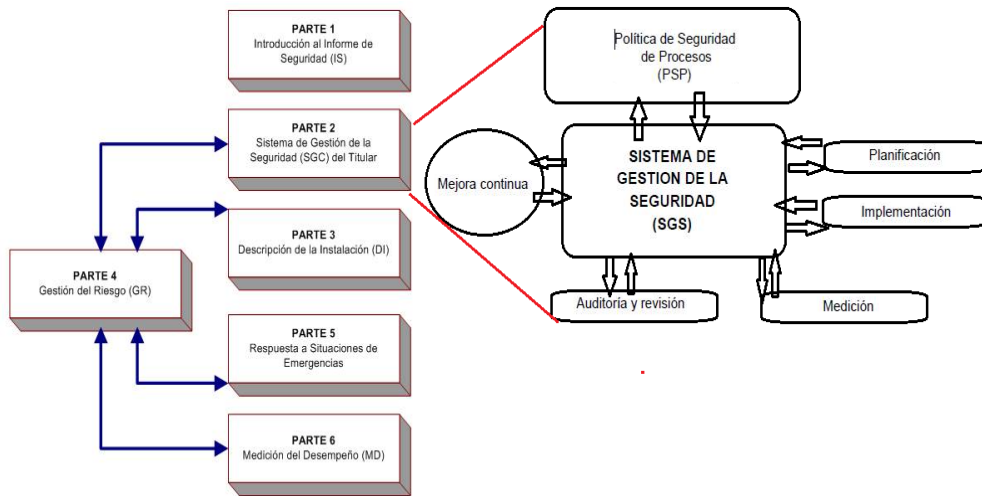 PARTE 1
Introducción al Informe de
Seguridad (IS)
PARTE 2
Sistema de Gestión de la
Seguridad (SGC) del Titular
PARTE 3
Descripción de la Instalación (DI)
PARTE 4
Gestión del Riesgo (GR)
PARTE 5
Respuesta a Situaciones de
Emergencias
PARTE 6
Medición del Desempeño (MD)
Política de Seguridad
de Procesos
(PSP)
Mejora continua
SISTEMA DE
GESTION DE LA
SEGURIDAD
(SGS)
Planificación
Implementación
Auditoría y revisión
Medición